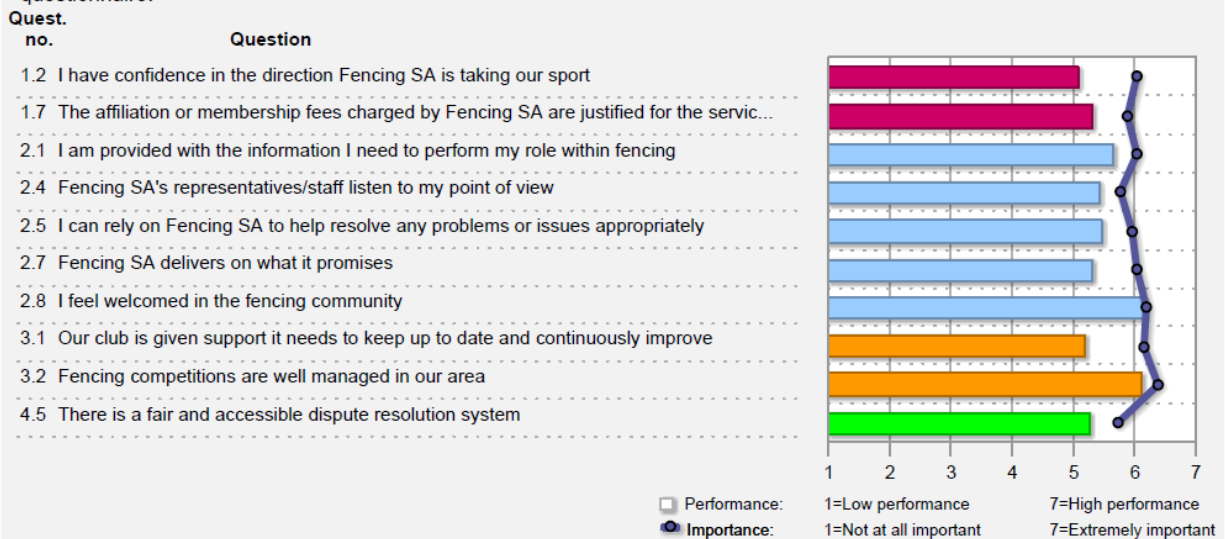 questionnaire.
Quest.
no. Question
1.2 I have confidence in the direction Fencing SA is taking our sport
1.7 The affiliation or membership fees charged by Fencing SA are justified for the servic...
2.1 I am provided with the information I need to perform my role within fencing
2.4 Fencing SA's representatives/staff listen to my point of view
2.5 I can rely on Fencing SA to help resolve any problems or issues appropriately
2.7 Fencing SA delivers on what it promises
2.8 I feel welcomed in the fencing community
3.1 Our club is given support it needs to keep up to date and continuously improve
3.2 Fencing competitions are well managed in our area
4.5 There is a fair and accessible dispute resolution system
1 2 3 4 5 6 7
Performance: 1=Low performance 7=High performance
Importance: 1=Not at all important 7=Extremely important